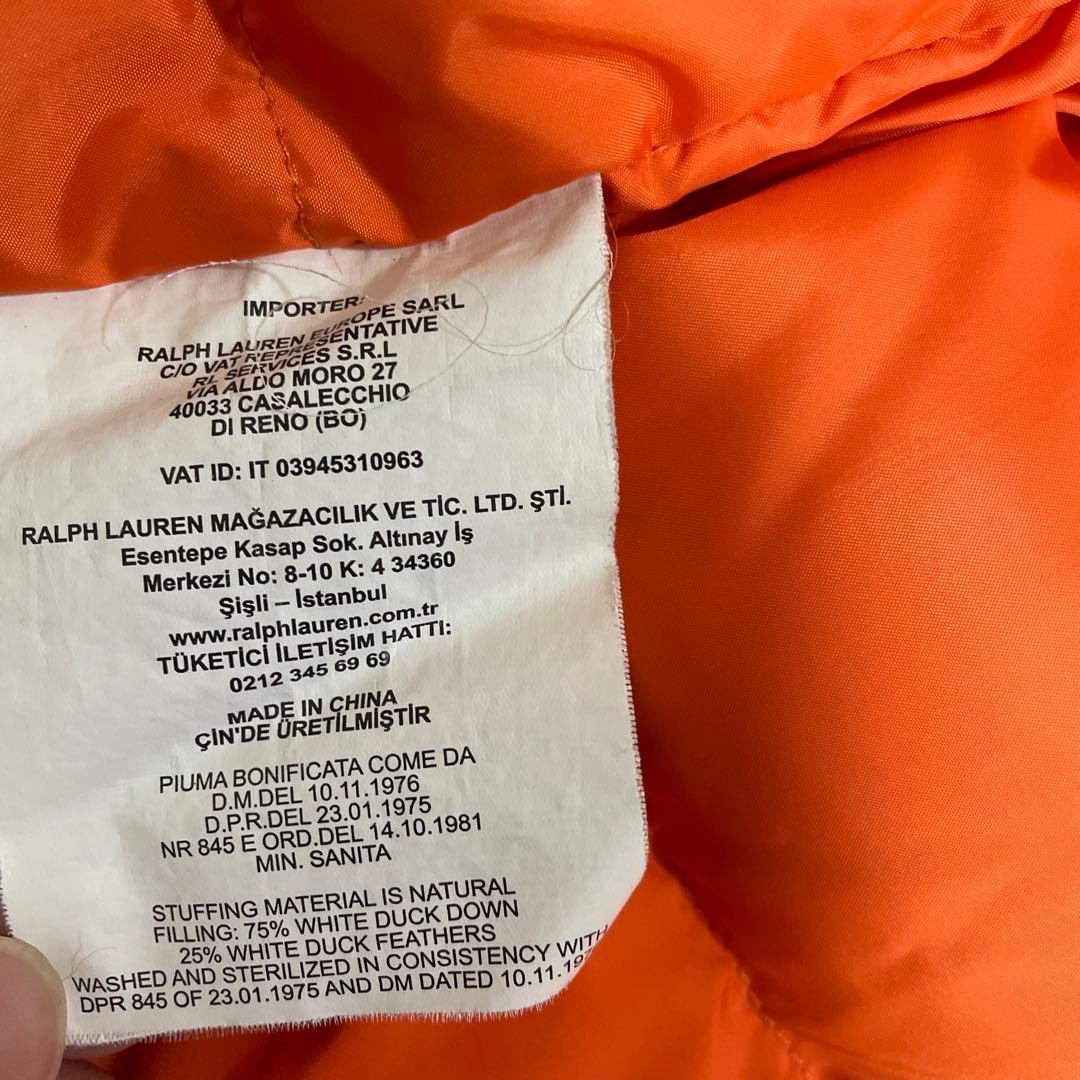 IMPORTER:
RALPH LAUREN EUROPE SARL
C/O VAT REPRESENTATIVE
RL SERVICES S.R.L
VIA ALDO MORO 27
40033 CASALECCHIO
DI RENO (BO)
VAT ID: IT 03945310963
RALPH LAUREN MAĞAZACILIK VE TİC. LTD. ŞTİ.
Esentepe Kasap Sok. Altınay İş
Merkezi No: 8-10 K: 4 34360
Şişli – İstanbul
www.ralphlauren.com.tr
TÜKETİCİ İLETİŞİM HATTI:
0212 345 69 69
MADE IN CHINA
ÇİN'DE ÜRETİLMİŞTİR
PIUMA BONIFICATA COME DA
D.M.DEL 10.11.1976
D.P.R.DEL 23.01.1975
NR 845 E ORD.DEL 14.10.1981
MIN. SANITA
STUFFING MATERIAL IS NATURAL
FILLING: 75% WHITE DUCK DOWN
25% WHITE DUCK FEATHERS
WASHED AND STERILIZED IN CONSISTENCY WITH
DPR 845 OF 23.01.1975 AND DM DATED